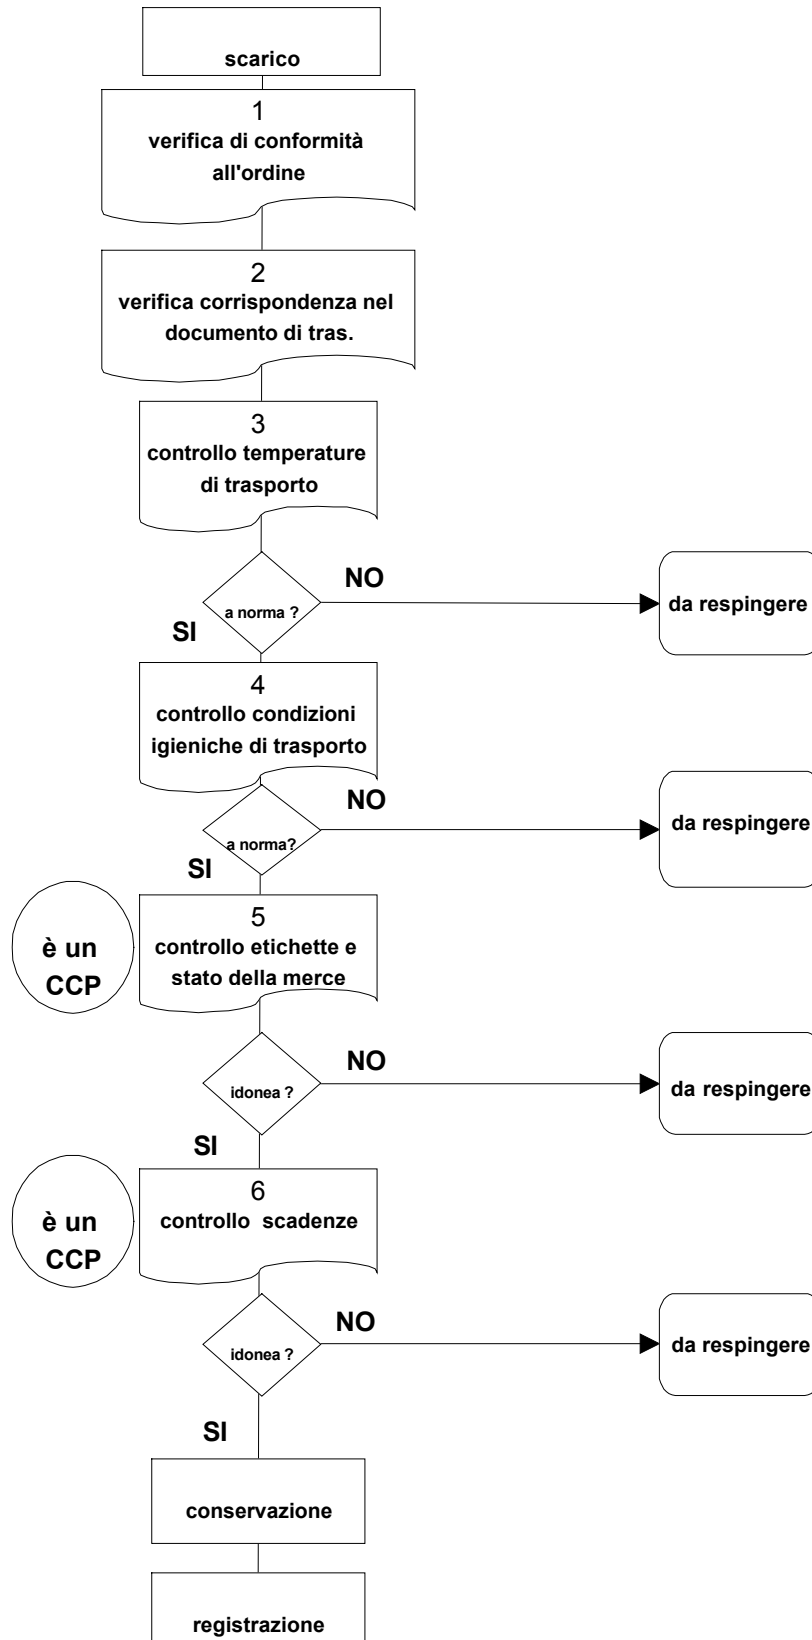 scarico
1
verifica di conformità
all'ordine
2
verifica corrispondenza nel
documento di tras.
3
controllo temperature
di trasporto
NO
a norma ?
da respingere
SI
4
controllo condizioni
igieniche di trasporto
NO
a norma?
da respingere
SI
è un
CCP
5
controllo etichette e
stato della merce
NO
idonea ?
da respingere
SI
è un
CCP
6
controllo scadenze
NO
idonea ?
da respingere
SI
conservazione
registrazione